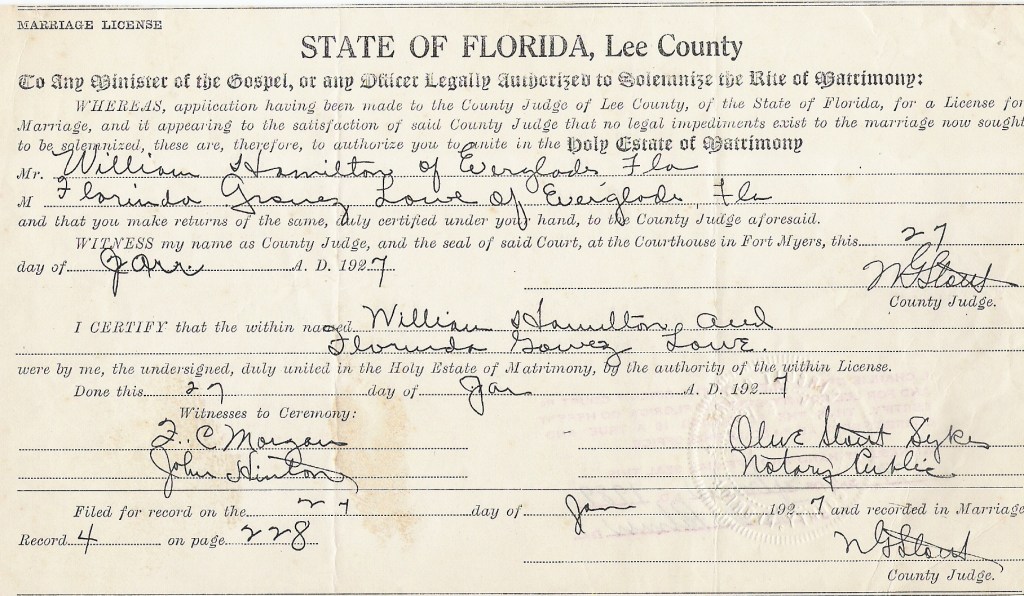 MARRIAGE LICENSE
STATE OF FLORIDA, Lee County
To Any Minister of the Gospel, or any Officer Legally Authorized to Solemnize the Rite of Matrimony:
WHEREAS, application having been made to the County Judge of Lee County, of the State of Florida, for a License for
Marriage, and it appearing to the satisfaction of said County Judge that no legal impediments exist to the marriage now sought
to be solemnized, these are, therefore, to authorize you to unite in the Holy Estate of Matrimony
Mr. William Hamilton of Everglade Fla
M Florinda Lowe of Everglade, Fla
and that you make returns of the same, duly certified under your hand, to the County Judge aforesaid.
WITNESS my name as County Judge, and the seal of said Court, at the Courthouse in Fort Myers, this 27
day of Jan. A. D. 1927 N G Stout
County Judge.
I CERTIFY that the within named William Hamilton and
Florinda Gomez Lowe.
were by me, the undersigned, duly united in the Holy Estate of Matrimony, by the authority of the within License.
Done this 27 day of Jan A. D. 1927
Witnesses to Ceremony:
F. C. Morgan Olive Stout Sykes
John Hinton Notary Public
Filed for record on the 27 day of Jan 1927 and recorded in Marriage
Record 4 on page 228 N G Stout
County Judge.